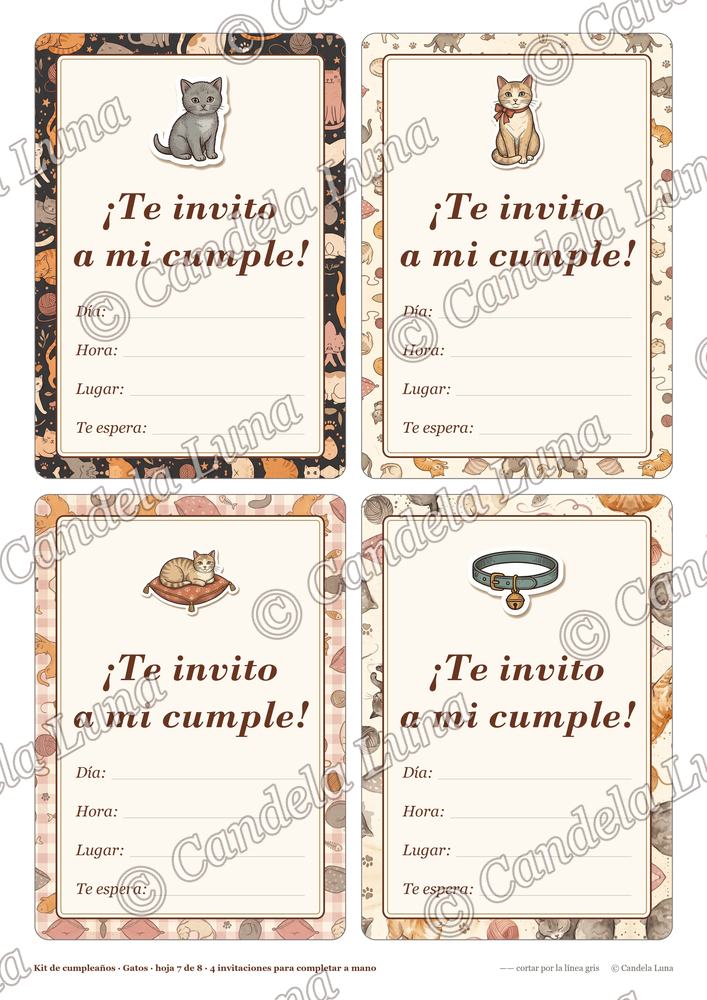 ¡Te invito
a mi cumple!
Día:
Hora:
Lugar:
Te espera:
¡Te invito
a mi cumple!
Día:
Hora:
Lugar:
Te espera:
¡Te invito
a mi cumple!
Día:
Hora:
Lugar:
Te espera:
¡Te invito
a mi cumple!
Día:
Hora:
Lugar:
Te espera:
Kit de cumpleaños · Gatos · hoja 7 de 8 · 4 invitaciones para completar a mano
—— cortar por la línea gris © Candela Luna
© Candela Luna